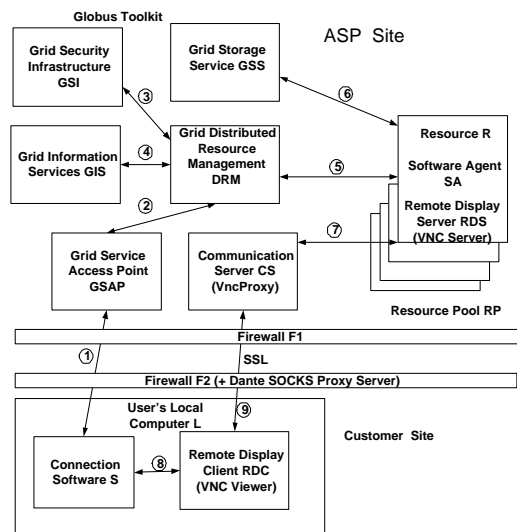 Globus Toolkit
ASP Site
Grid Security
Infrastructure
GSI
Grid Storage
Service GSS
③
⑥
Grid Information
Services GIS
④
Grid Distributed
Resource
Management
DRM
⑤
Resource R
Software Agent
SA
Remote Display
Server RDS
(VNC Server)
②
⑦
Grid Service
Access Point
GSAP
Communication
Server CS
(VncProxy)
Resource Pool RP
Firewall F1
①
SSL
Firewall F2 (+ Dante SOCKS Proxy Server)
User's Local
Computer L
⑨
Customer Site
Connection
Software S
⑧
Remote Display
Client RDC
(VNC Viewer)